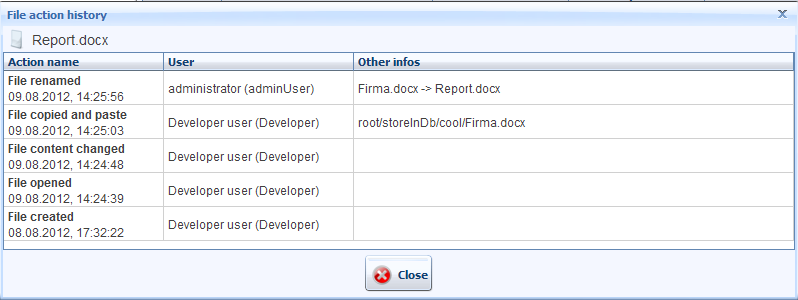 File action history
Report.docx
Action name User Other infos
File renamed
09.08.2012, 14:25:56 administrator (adminUser) Firma.docx -> Report.docx
File copied and paste
09.08.2012, 14:25:03 Developer user (Developer) root/storeInDb/cool/Firma.docx
File content changed
09.08.2012, 14:24:48 Developer user (Developer)
File opened
09.08.2012, 14:24:39 Developer user (Developer)
File created
08.08.2012, 17:32:22 Developer user (Developer)
Close